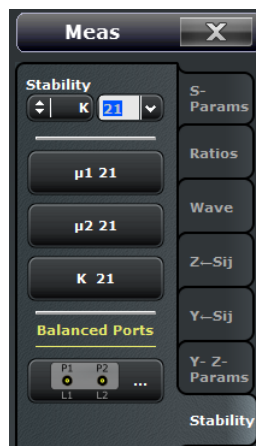 Meas X
Stability
K 21
µ1 21
µ2 21
K 21
Balanced Ports
P1 P2
...
L1 L2
S-
Params
Ratios
Wave
Z←Sij
Y←Sij
Y- Z-
Params
Stability